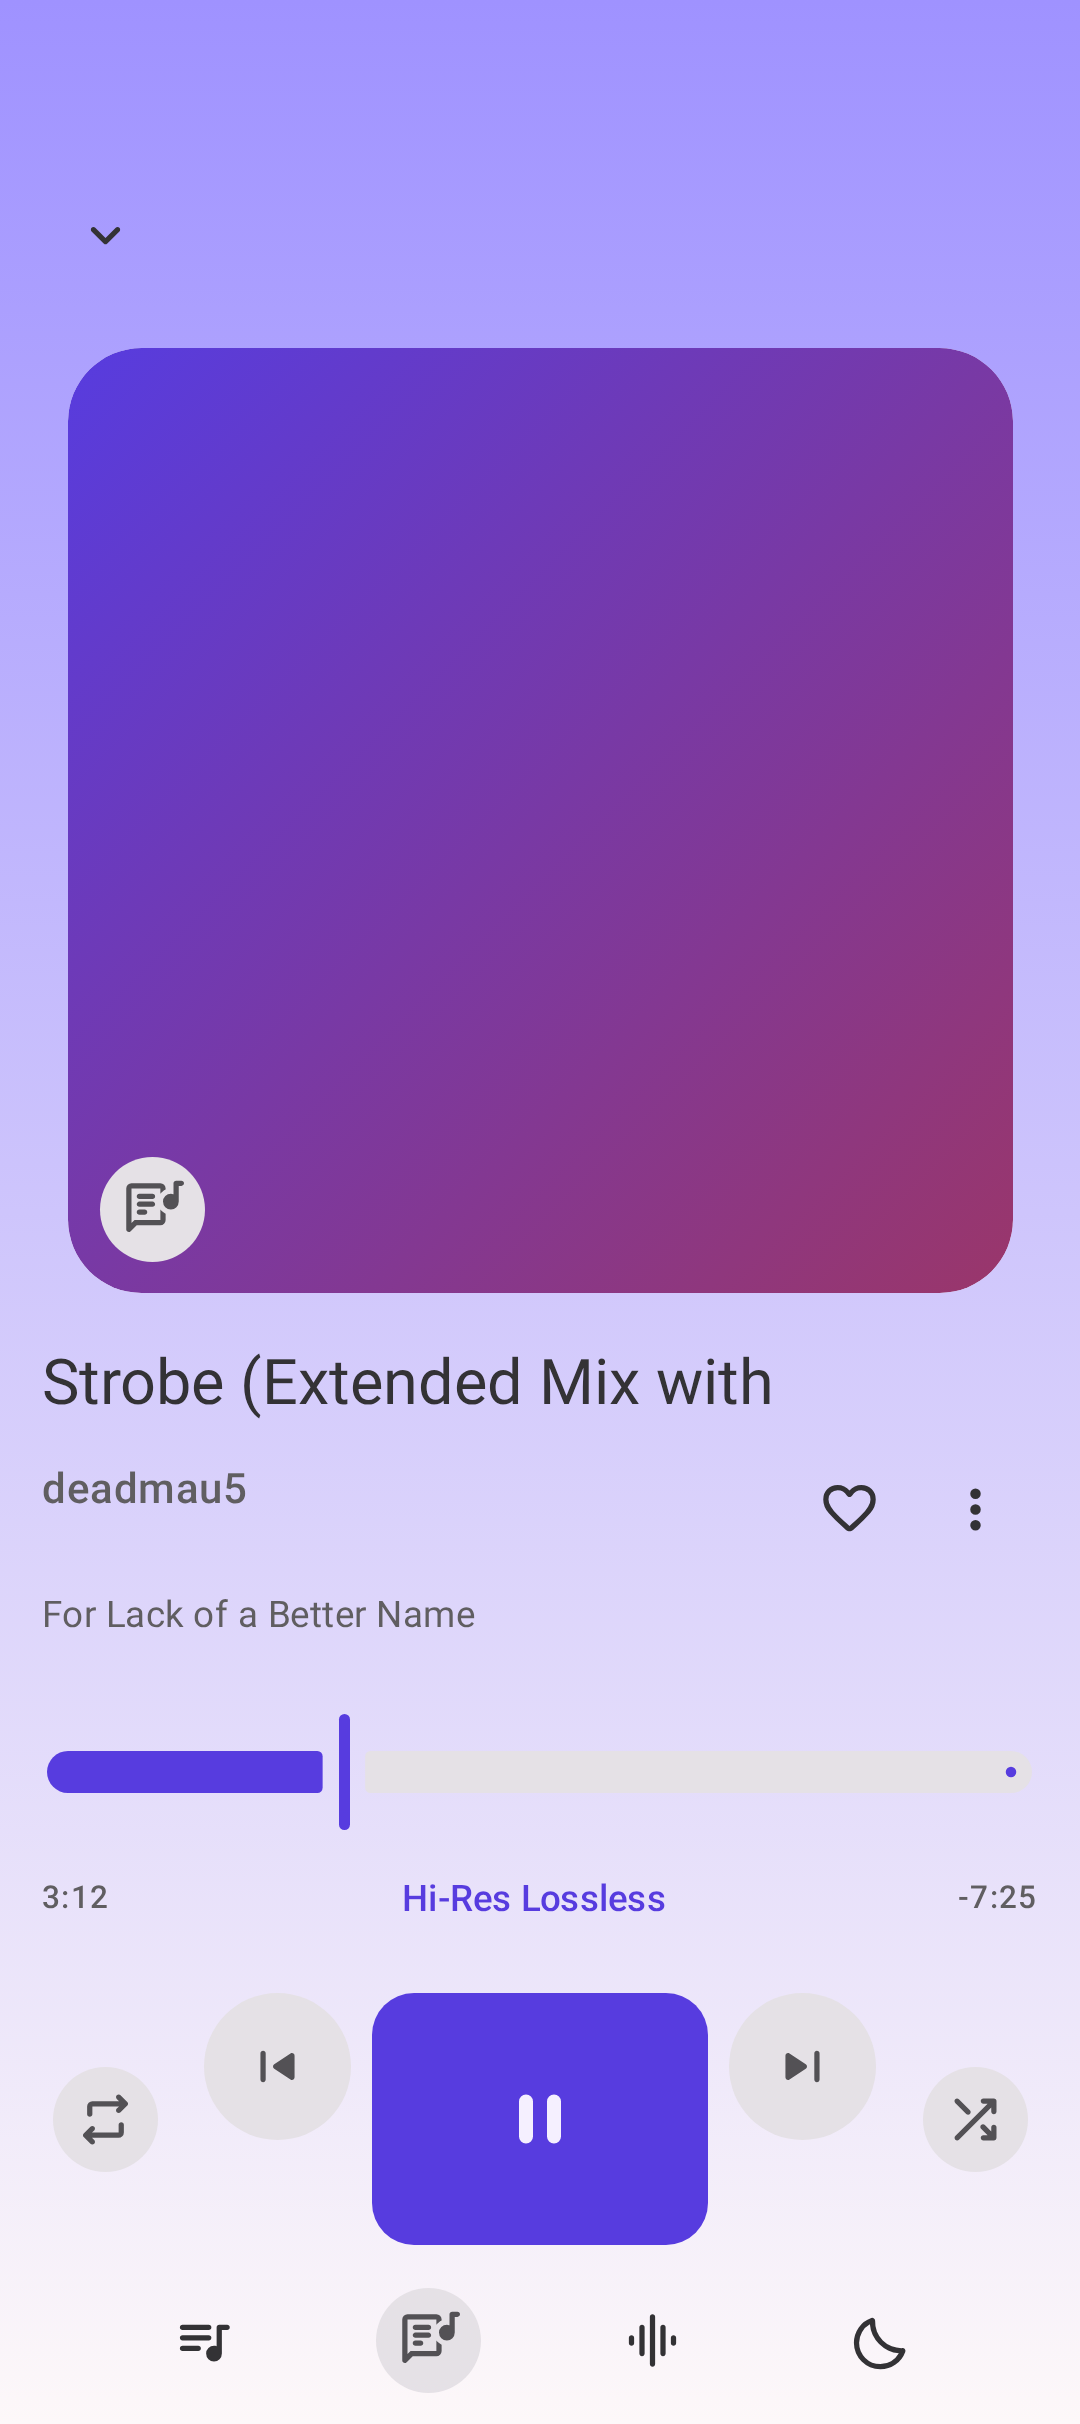 Strobe (Extended Mix with
deadmau5
For Lack of a Better Name
3:12
Hi-Res Lossless
-7:25